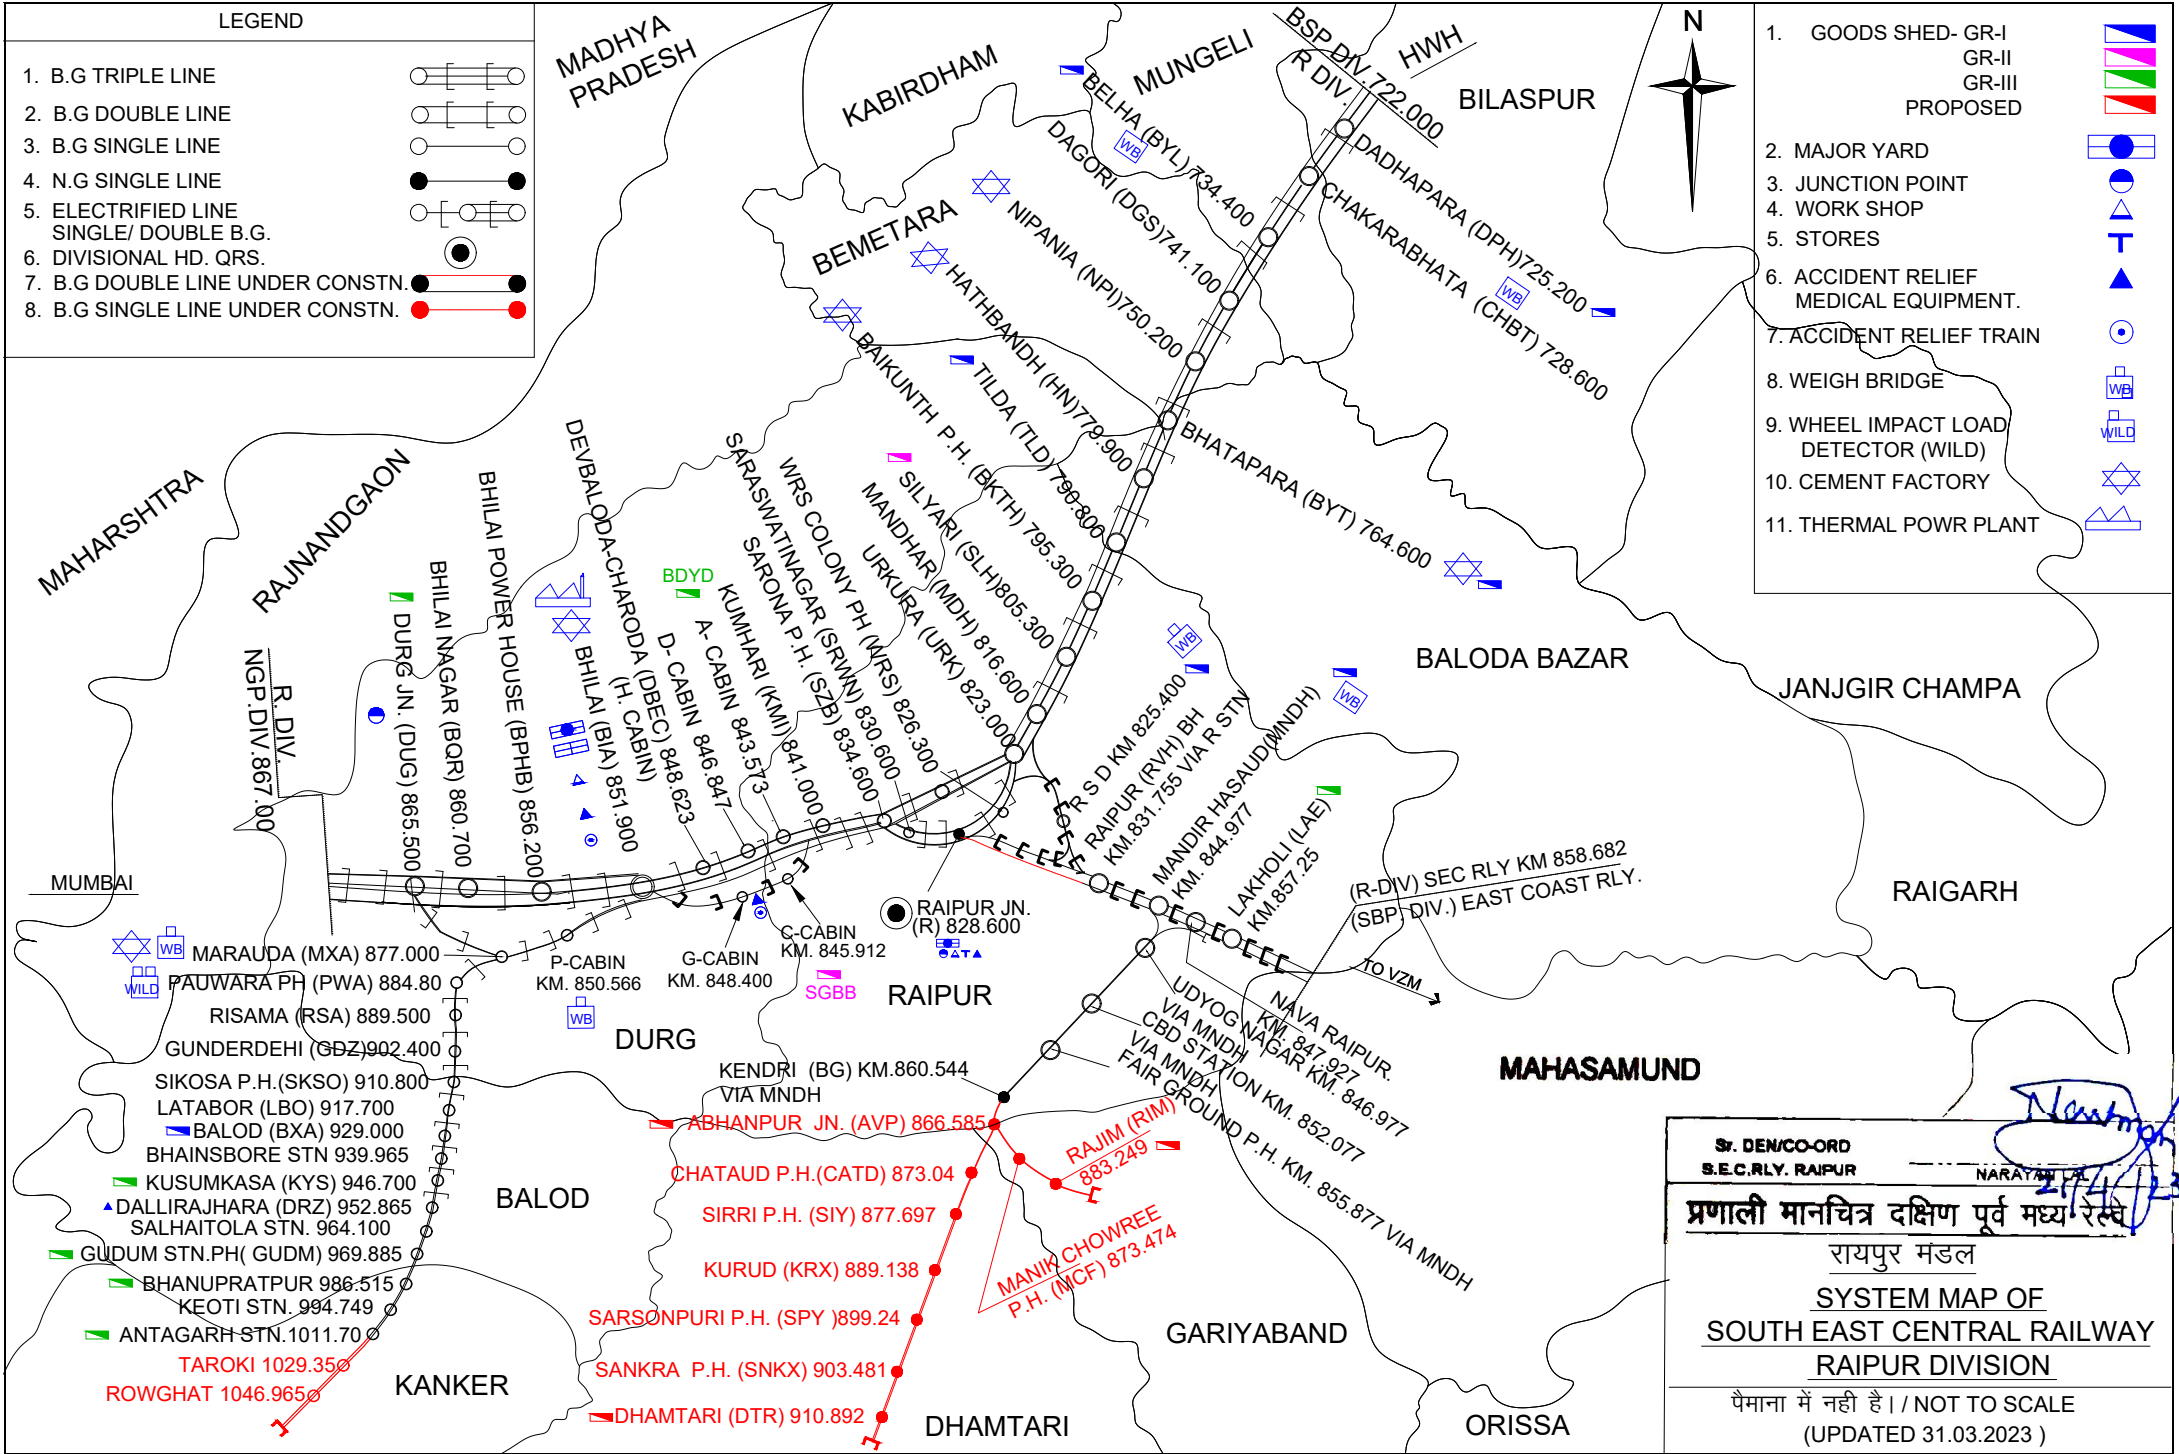 LEGEND
1. B.G TRIPLE LINE
2. B.G DOUBLE LINE
3. B.G SINGLE LINE
4. N.G SINGLE LINE
5. ELECTRIFIED LINE
SINGLE/ DOUBLE B.G.
6. DIVISIONAL HD. QRS.
7. B.G DOUBLE LINE UNDER CONSTN.
8. B.G SINGLE LINE UNDER CONSTN.
MADHYA
PRADESH
KABIRDHAM
MUNGELI
BSP DIV.722.000
R DIV.
HWH
BILASPUR
N
1. GOODS SHED- GR-I
GR-II
GR-III
PROPOSED
2. MAJOR YARD
3. JUNCTION POINT
4. WORK SHOP
5. STORES
6. ACCIDENT RELIEF
MEDICAL EQUIPMENT.
7. ACCIDENT RELIEF TRAIN
8. WEIGH BRIDGE
WB
9. WHEEL IMPACT LOAD
DETECTOR (WILD)
WILD
10. CEMENT FACTORY
11. THERMAL POWR PLANT
BELHA (BYL)734.400
WB
DAGORI (DGS)741.100
NIPANIA (NPI)750.200
BEMETARA
HATHBANDH (HN)779.900
BAIKUNTH P.H. (BKTH) 795.300
TILDA (TLD) 790.800
DADHAPARA (DPH)725.200
CHAKARABHATA (CHBT) 728.600
WB
BHATAPARA (BYT) 764.600
SILYARI (SLH)805.300
MANDHAR (MDH) 816.600
URKURA (URK) 823.000
WRS COLONY PH (WRS) 826.300
SARASWATINAGAR (SRWN) 830.600
SARONA P.H. (SZB) 834.600
KUMHARI (KMI) 841.000
BDYD
A- CABIN 843.573
D- CABIN 846.847
DEVBALODA-CHARODA (DBEC) 848.623
(H. CABIN)
BHILAI (BIA) 851.900
BHILAI POWER HOUSE (BPHB) 856.200
BHILAI NAGAR (BQR) 860.700
DURG JN. (DUG) 865.500
MAHARSHTRA
RAJNANDGAON
R. DIV.
NGP.DIV.867.00
MUMBAI
BALODA BAZAR
JANJGIR CHAMPA
RAIGARH
WB
R S D KM 825.400
RAIPUR (RVH) BH
KM.831.755 VIA R STN
MANDIR HASAUD(MNDH)
KM. 844.977
WB
LAKHOLI (LAE)
KM.857.25
(R-DIV) SEC RLY KM 858.682
(SBP. DIV.) EAST COAST RLY.
TO VZM
RAIPUR JN.
(R) 828.600
C-CABIN
KM. 845.912
G-CABIN
KM. 848.400
P-CABIN
KM. 850.566
WB
SGBB
RAIPUR
DURG
WB
MARAUDA (MXA) 877.000
WILD
PAUWARA PH (PWA) 884.80
RISAMA (RSA) 889.500
GUNDERDEHI (GDZ)902.400
SIKOSA P.H.(SKSO) 910.800
LATABOR (LBO) 917.700
BALOD (BXA) 929.000
BHAINSBORE STN 939.965
KUSUMKASA (KYS) 946.700
DALLIRAJHARA (DRZ) 952.865
SALHAITOLA STN. 964.100
GUDUM STN.PH( GUDM) 969.885
BHANUPRATPUR 986.515
KEOTI STN. 994.749
ANTAGARH STN.1011.70
TAROKI 1029.35
ROWGHAT 1046.965
BALOD
KANKER
NAVA RAIPUR.
KM. 847.927
UDYOG NAGAR KM. 846.977
VIA MNDH
CBD STATION KM. 852.077
VIA MNDH
FAIR GROUND P.H. KM. 855.877 VIA MNDH
KENDRI (BG) KM.860.544
VIA MNDH
ABHANPUR JN. (AVP) 866.585
RAJIM (RIM)
883.249
CHATAUD P.H.(CATD) 873.04
MANIK CHOWREE
P.H. (MCF) 873.474
SIRRI P.H. (SIY) 877.697
KURUD (KRX) 889.138
SARSONPURI P.H. (SPY )899.24
SANKRA P.H. (SNKX) 903.481
DHAMTARI (DTR) 910.892
DHAMTARI
GARIYABAND
ORISSA
MAHASAMUND
Sr. DEN/CO-ORD
S.E.C.RLY. RAIPUR
NARAYAN LAL
प्रणाली मानचित्र दक्षिण पूर्व मध्य रेल्वे
रायपुर मंडल
SYSTEM MAP OF
SOUTH EAST CENTRAL RAILWAY
RAIPUR DIVISION
पैमाना में नही है | / NOT TO SCALE
(UPDATED 31.03.2023 )